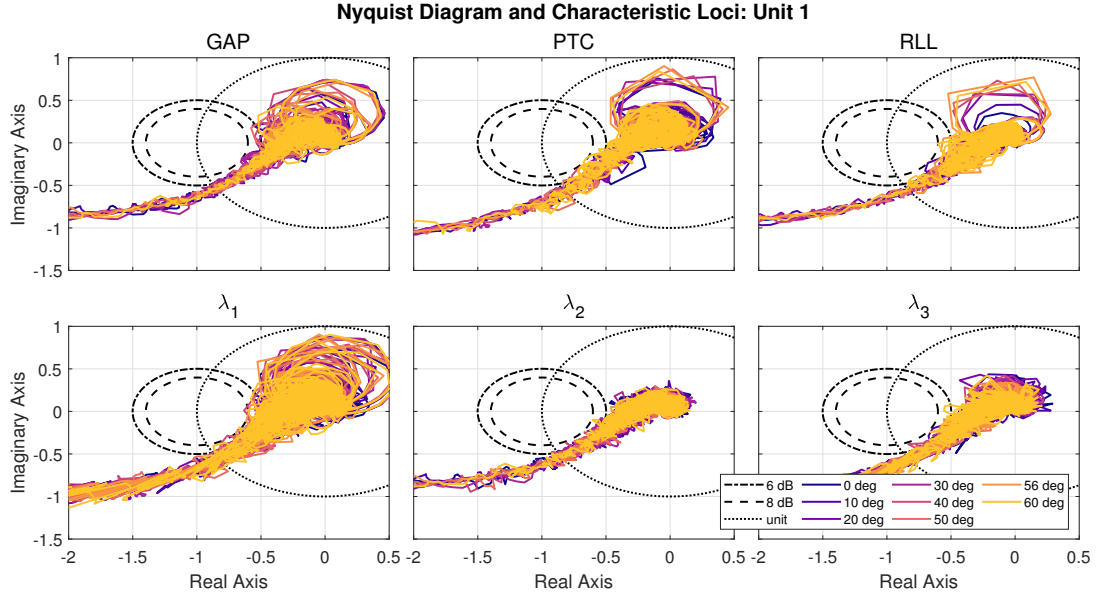 Nyquist Diagram and Characteristic Loci: Unit 1
GAP
PTC
RLL
Imaginary Axis
1
0.5
0
-0.5
-1
-1.5
λ1
λ2
λ3
Imaginary Axis
1
0.5
0
-0.5
-1
-1.5
6 dB
8 dB
unit
0 deg
10 deg
20 deg
30 deg
40 deg
50 deg
56 deg
60 deg
-2 -1.5 -1 -0.5 0 0.5
-2 -1.5 -1 -0.5 0 0.5
-2 -1.5 -1 -0.5 0 0.5
Real Axis
Real Axis
Real Axis